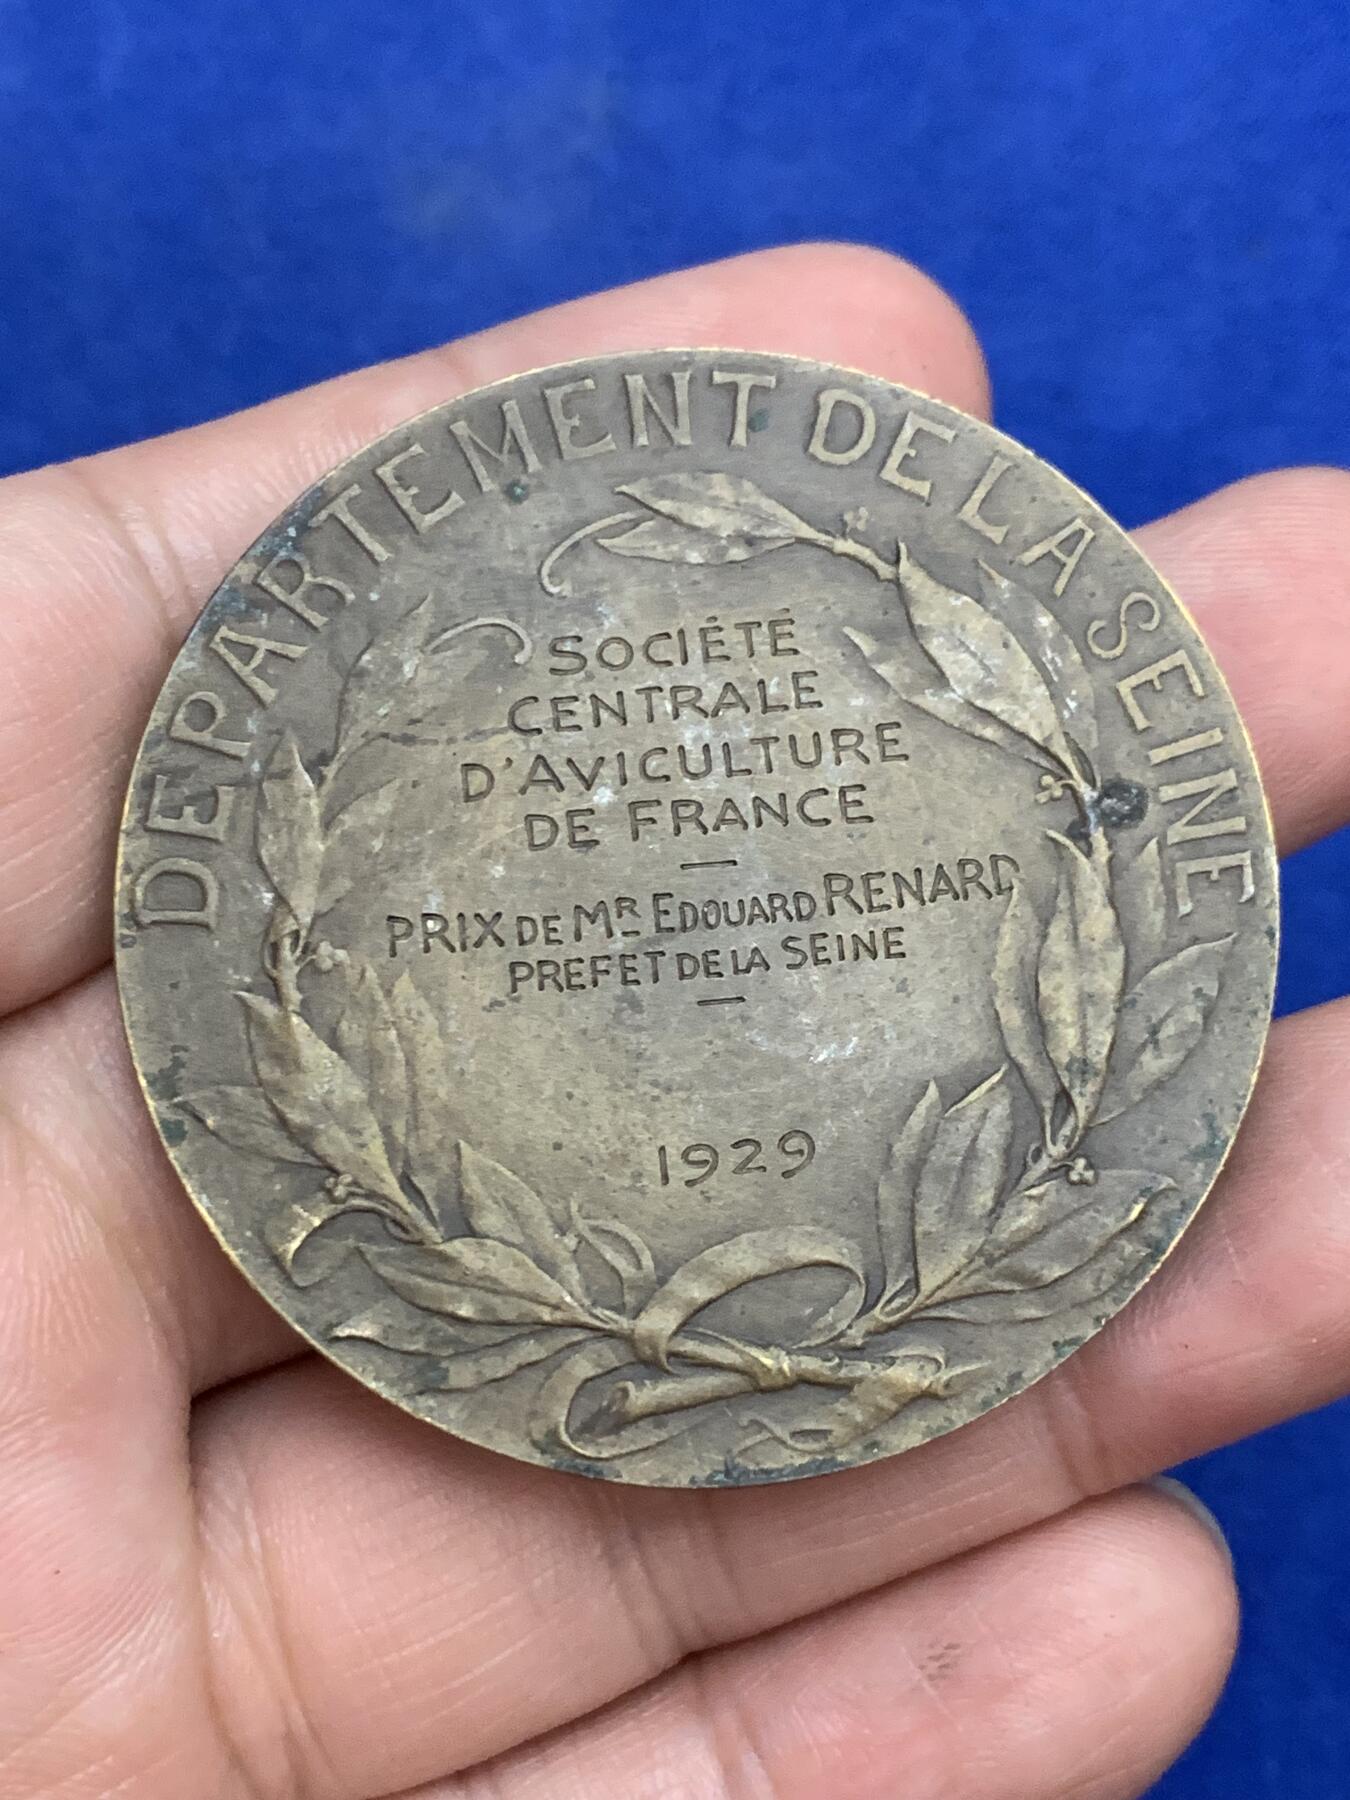 DEPARTEMENT DE LA SEINE
SOCIÉTÉ
CENTRALE
D'AVICULTURE
DE FRANCE
—
PRIX DE MR EDOUARD RENARD
PREFET DE LA SEINE
—
1929